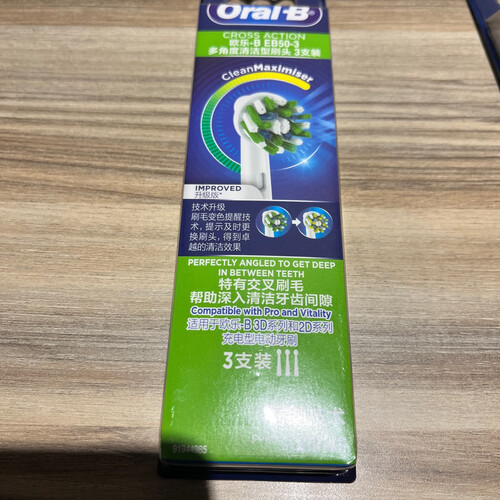 Oral-B
CROSS ACTION
欧乐-B EB50-3
多角度清洁型刷头 3支装
CleanMaximiser
IMPROVED
升级版*
技术升级
刷毛变色提醒技
术，提示及时更
换刷头，得到卓
越的清洁效果
PERFECTLY ANGLED TO GET DEEP
IN BETWEEN TEETH
特有交叉刷毛
帮助深入清洁牙齿间隙
Compatible with Pro and Vitality
适用于欧乐-B 3D系列和2D系列
充电型电动牙刷
3支装